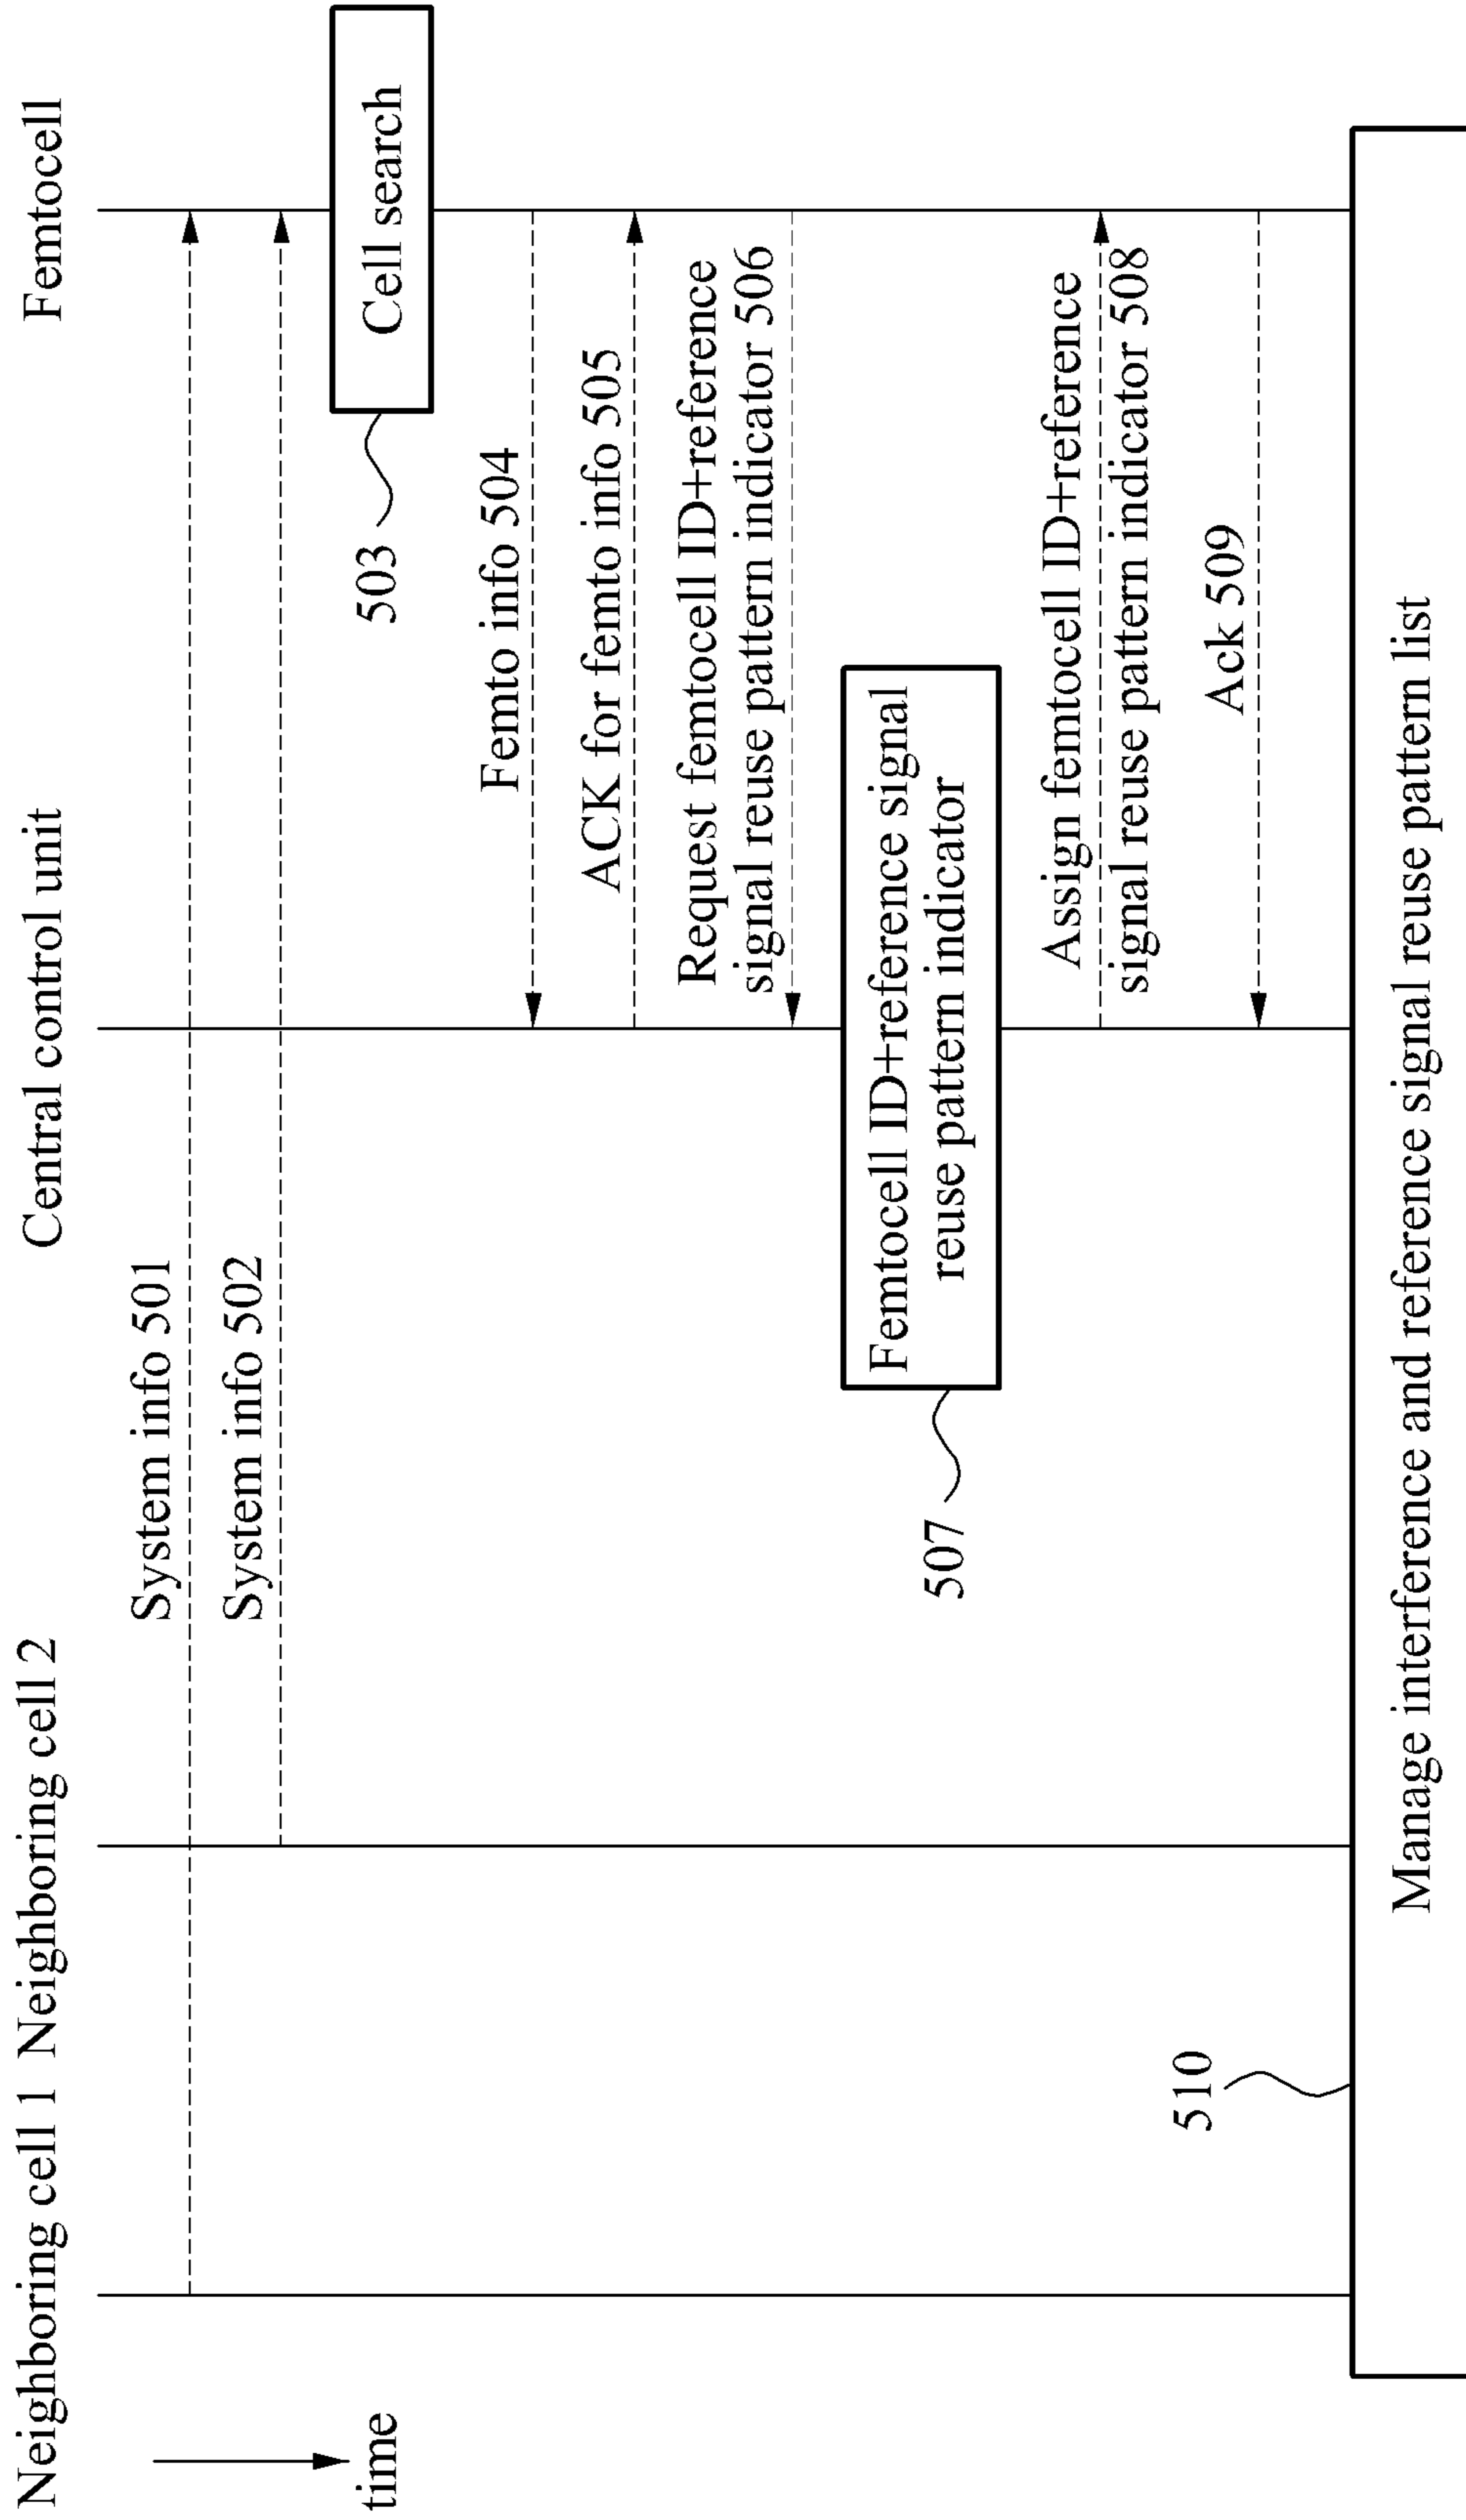 Neighboring cell 1 Neighboring cell 2 Central control unit Femtocell
System info 501
System info 502
time
503
Cell search
Femto info 504
ACK for femto info 505
Request femtocell ID+reference
signal reuse pattern indicator 506
507
Femtocell ID+reference signal
reuse pattern indicator
Assign femtocell ID+reference
signal reuse pattern indicator 508
Ack 509
510
Manage interference and reference signal reuse pattern list